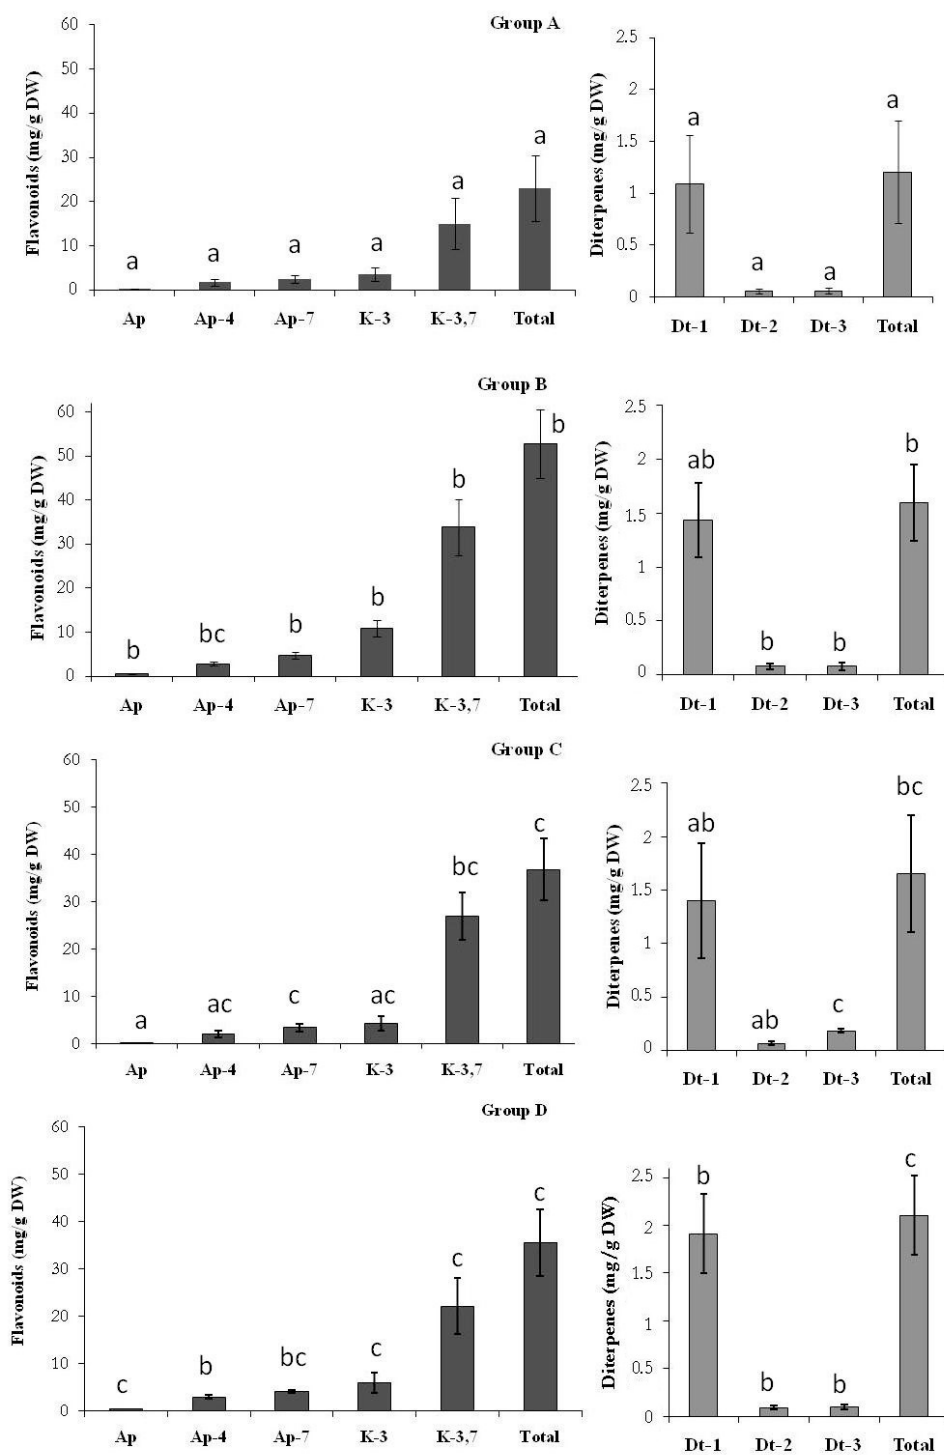 Group A
Flavonoids (mg/g DW)
60
50
40
30
20
10
0
a a a a a a
Ap Ap-4 Ap-7 K-3 K-3,7 Total
Diterpenes (mg/g DW)
2.5
2
1.5
1
0.5
0
a a a a
Dt-1 Dt-2 Dt-3 Total
Group B
Flavonoids (mg/g DW)
60
50
40
30
20
10
0
b bc b b b b
Ap Ap-4 Ap-7 K-3 K-3,7 Total
Diterpenes (mg/g DW)
2.5
2
1.5
1
0.5
0
ab b b b
Dt-1 Dt-2 Dt-3 Total
Group C
Flavonoids (mg/g DW)
60
50
40
30
20
10
0
a ac c ac bc c
Ap Ap-4 Ap-7 K-3 K-3,7 Total
Diterpenes (mg/g DW)
2.5
2
1.5
1
0.5
0
ab ab c bc
Dt-1 Dt-2 Dt-3 Total
Group D
Flavonoids (mg/g DW)
60
50
40
30
20
10
0
c b bc c c c
Ap Ap-4 Ap-7 K-3 K-3,7 Total
Diterpenes (mg/g DW)
2.5
2
1.5
1
0.5
0
b b b c
Dt-1 Dt-2 Dt-3 Total